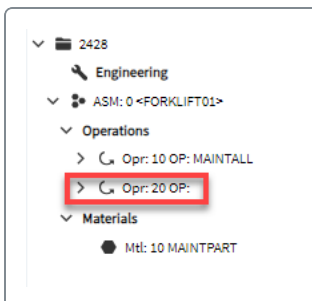 2428
Engineering
ASM: 0 <FORKLIFT01>
Operations
Opr: 10 OP: MAINTALL
Opr: 20 OP:
Materials
Mtl: 10 MAINTPART